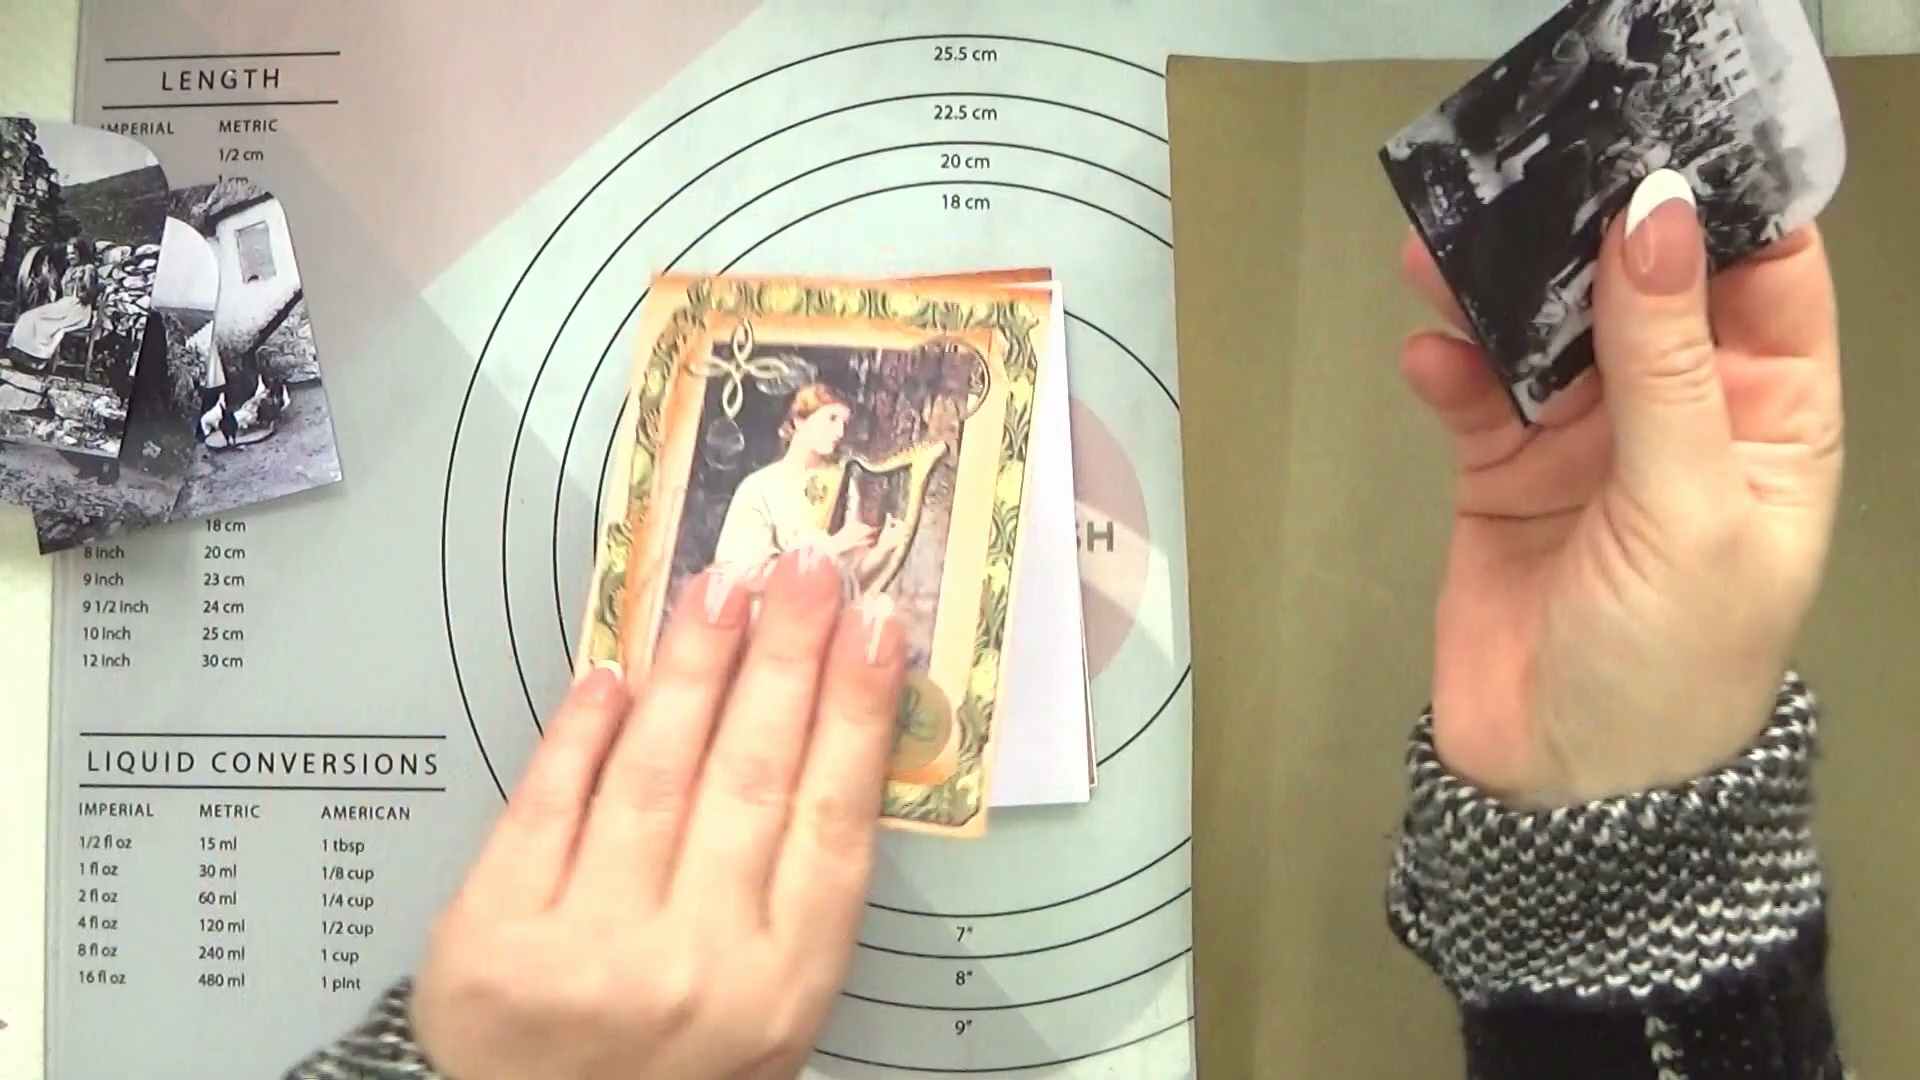 LENGTH
IMPERIAL METRIC
1/2 cm
1 cm
18 cm
8 Inch 20 cm
9 Inch 23 cm
9 1/2 Inch 24 cm
10 Inch 25 cm
12 Inch 30 cm
LIQUID CONVERSIONS
IMPERIAL METRIC AMERICAN
1/2 fl oz 15 ml 1 tbsp
1 fl oz 30 ml 1/8 cup
2 fl oz 60 ml 1/4 cup
4 fl oz 120 ml 1/2 cup
8 fl oz 240 ml 1 cup
16 fl oz 480 ml 1 pint
25.5 cm
22.5 cm
20 cm
18 cm
SH
7"
8"
9"